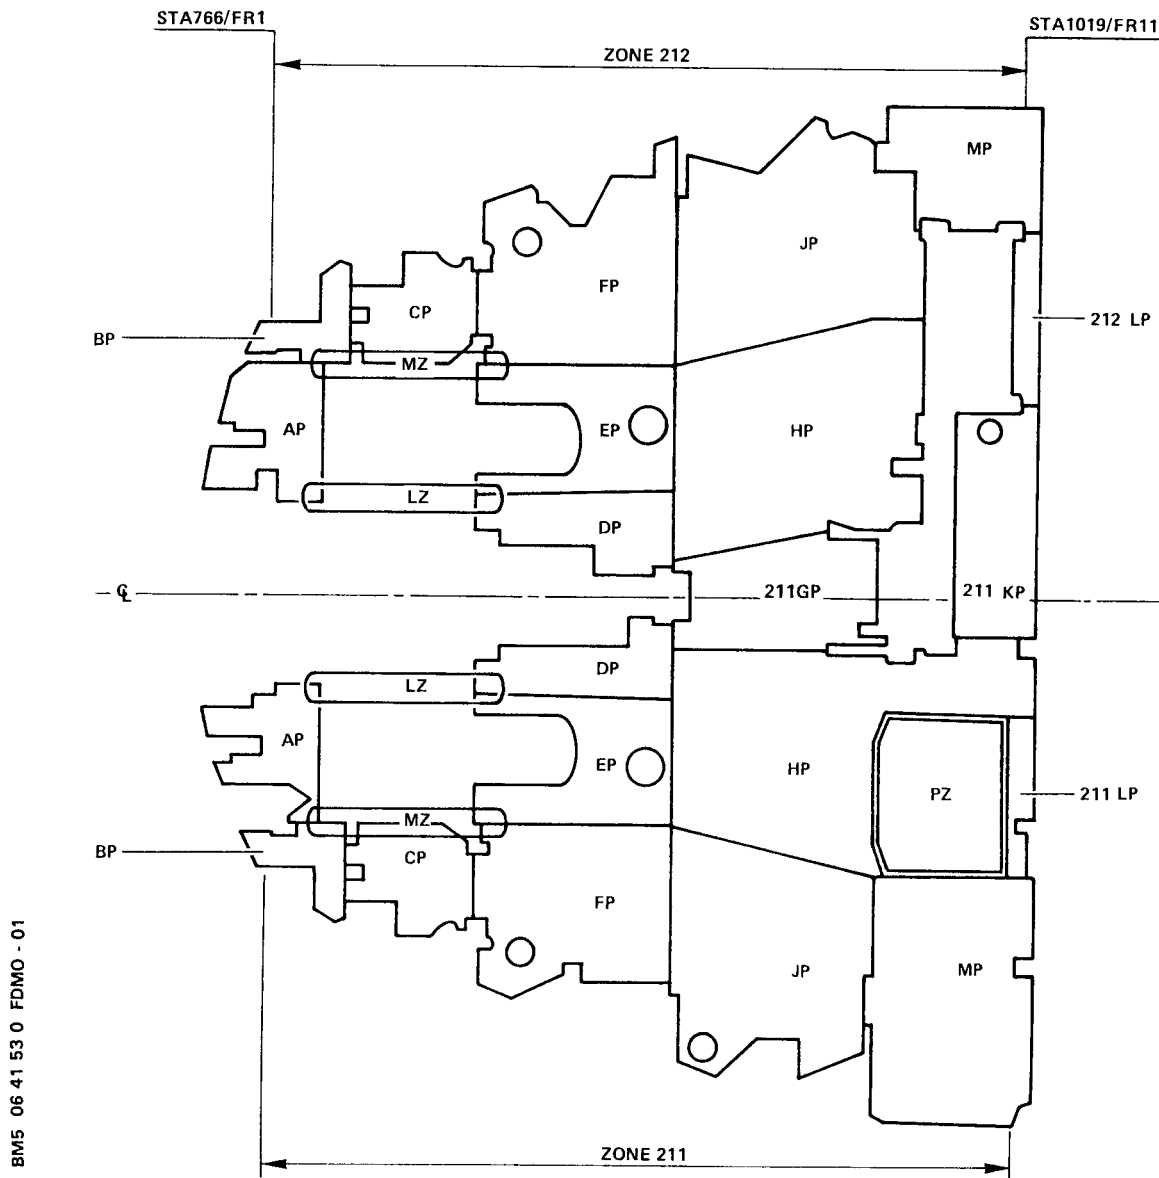 STA766/FR1
STA1019/FR11
ZONE 212
MP
JP
FP
CP
212 LP
BP
MZ
AP
EP
HP
LZ
DP
℄
211GP
211 KP
DP
LZ
AP
EP
HP
PZ
211 LP
MZ
BP
CP
FP
JP
MP
ZONE 211
BM5 06 41 53 0 FDMO - 01